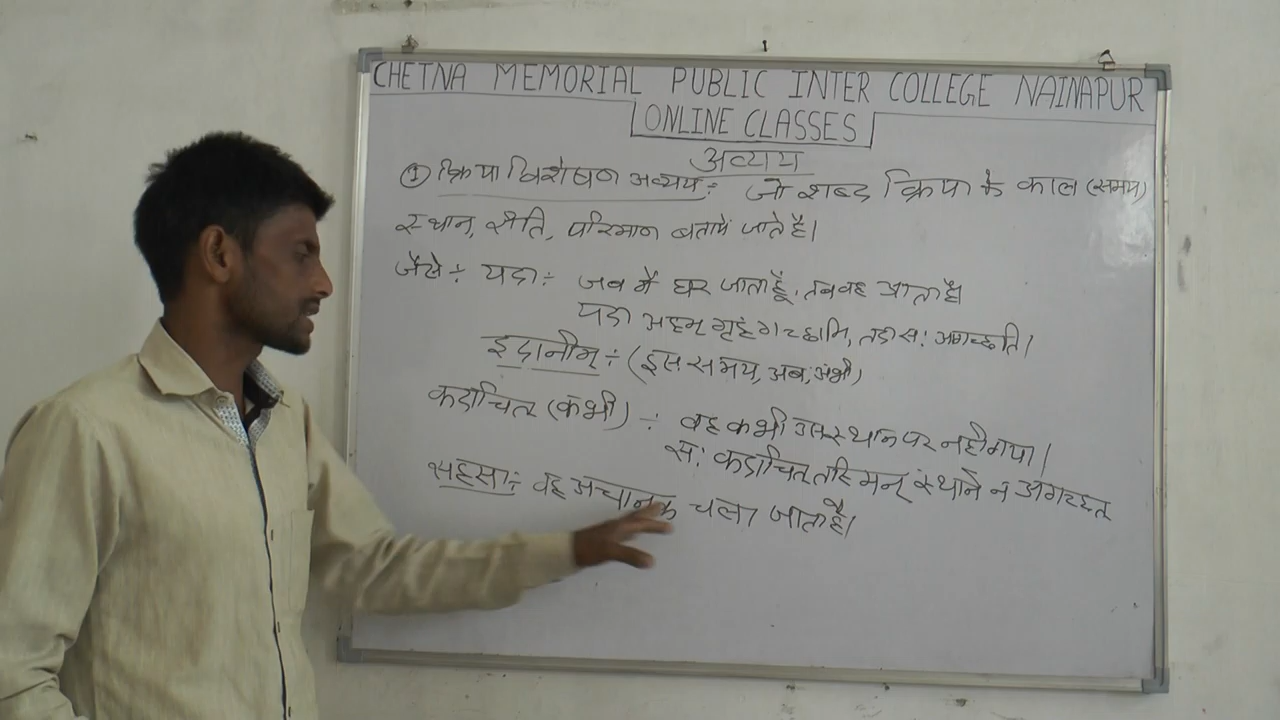 CHETNA MEMORIAL PUBLIC INTER COLLEGE NAINAPUR
ONLINE CLASSES
अव्यय
① क्रिया विशेषण अव्यय÷ जो शब्द क्रिया के काल (समय)
स्थान, रीति, परिमाण बताये जाते है।
जैसे ÷ यदा ÷ जब मैं घर जाता हूँ, तब वह आता है।
यदा अहम् गृहं गच्छामि, तदा सः आगच्छति।
इदानीम् ÷ (इस समय, अब, अभी)
कदाचित् (कभी) ÷ वह कभी उस स्थान पर नही गया।
सः कदाचित् तस्मिन् स्थाने न अगच्छत्
सहसा÷ वह अचानक चला जाता है।